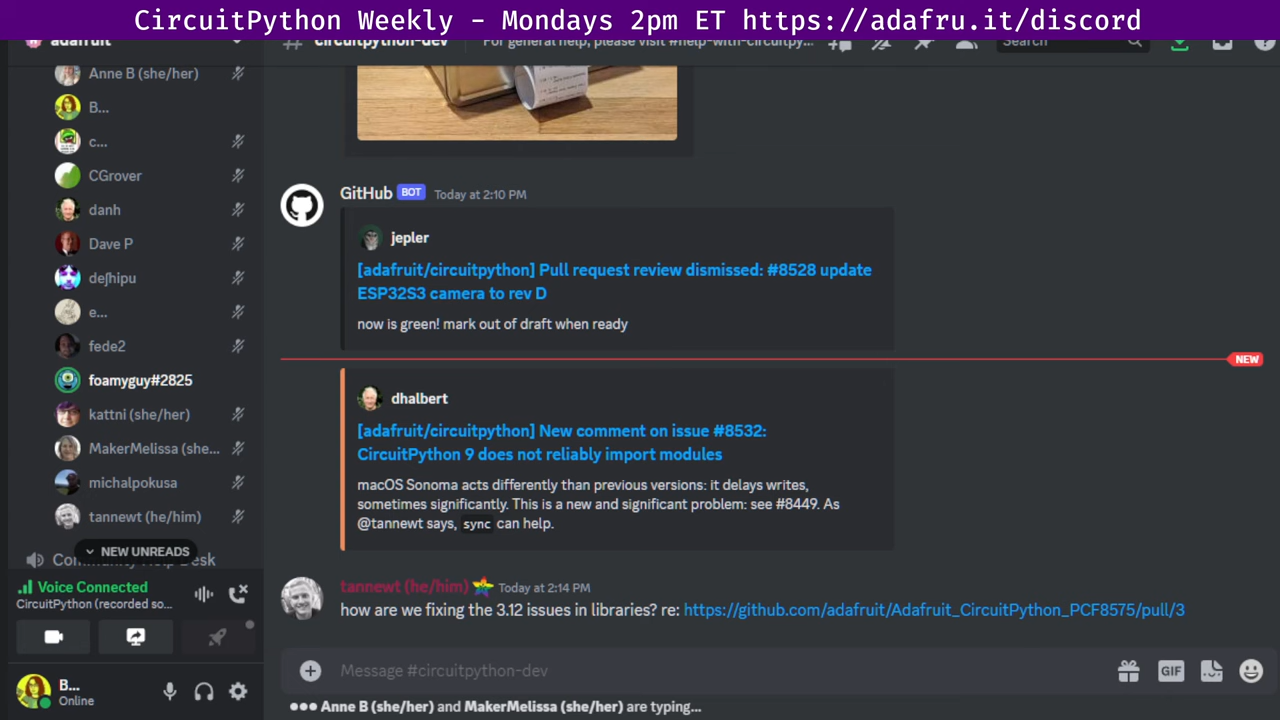 CircuitPython Weekly - Mondays 2pm ET https://adafru.it/discord
adafruit
circuitpython-dev
For general help, please visit #help-with-circuitpy...
Search
Anne B (she/her)
B...
c...
CGrover
danh
Dave P
deʃhipu
e...
fede2
foamyguy#2825
kattni (she/her)
MakerMelissa (she...
michalpokusa
tannewt (he/him)
NEW UNREADS
Community Help Desk
Voice Connected
CircuitPython (recorded so...
B...
Online
GitHub BOT Today at 2:10 PM
jepler
[adafruit/circuitpython] Pull request review dismissed: #8528 update
ESP32S3 camera to rev D
now is green! mark out of draft when ready
NEW
dhalbert
[adafruit/circuitpython] New comment on issue #8532:
CircuitPython 9 does not reliably import modules
macOS Sonoma acts differently than previous versions: it delays writes,
sometimes significantly. This is a new and significant problem: see #8449. As
@tannewt says, sync can help.
tannewt (he/him) Today at 2:14 PM
how are we fixing the 3.12 issues in libraries? re: https://github.com/adafruit/Adafruit_CircuitPython_PCF8575/pull/3
Message #circuitpython-dev
GIF
Anne B (she/her) and MakerMelissa (she/her) are typing...